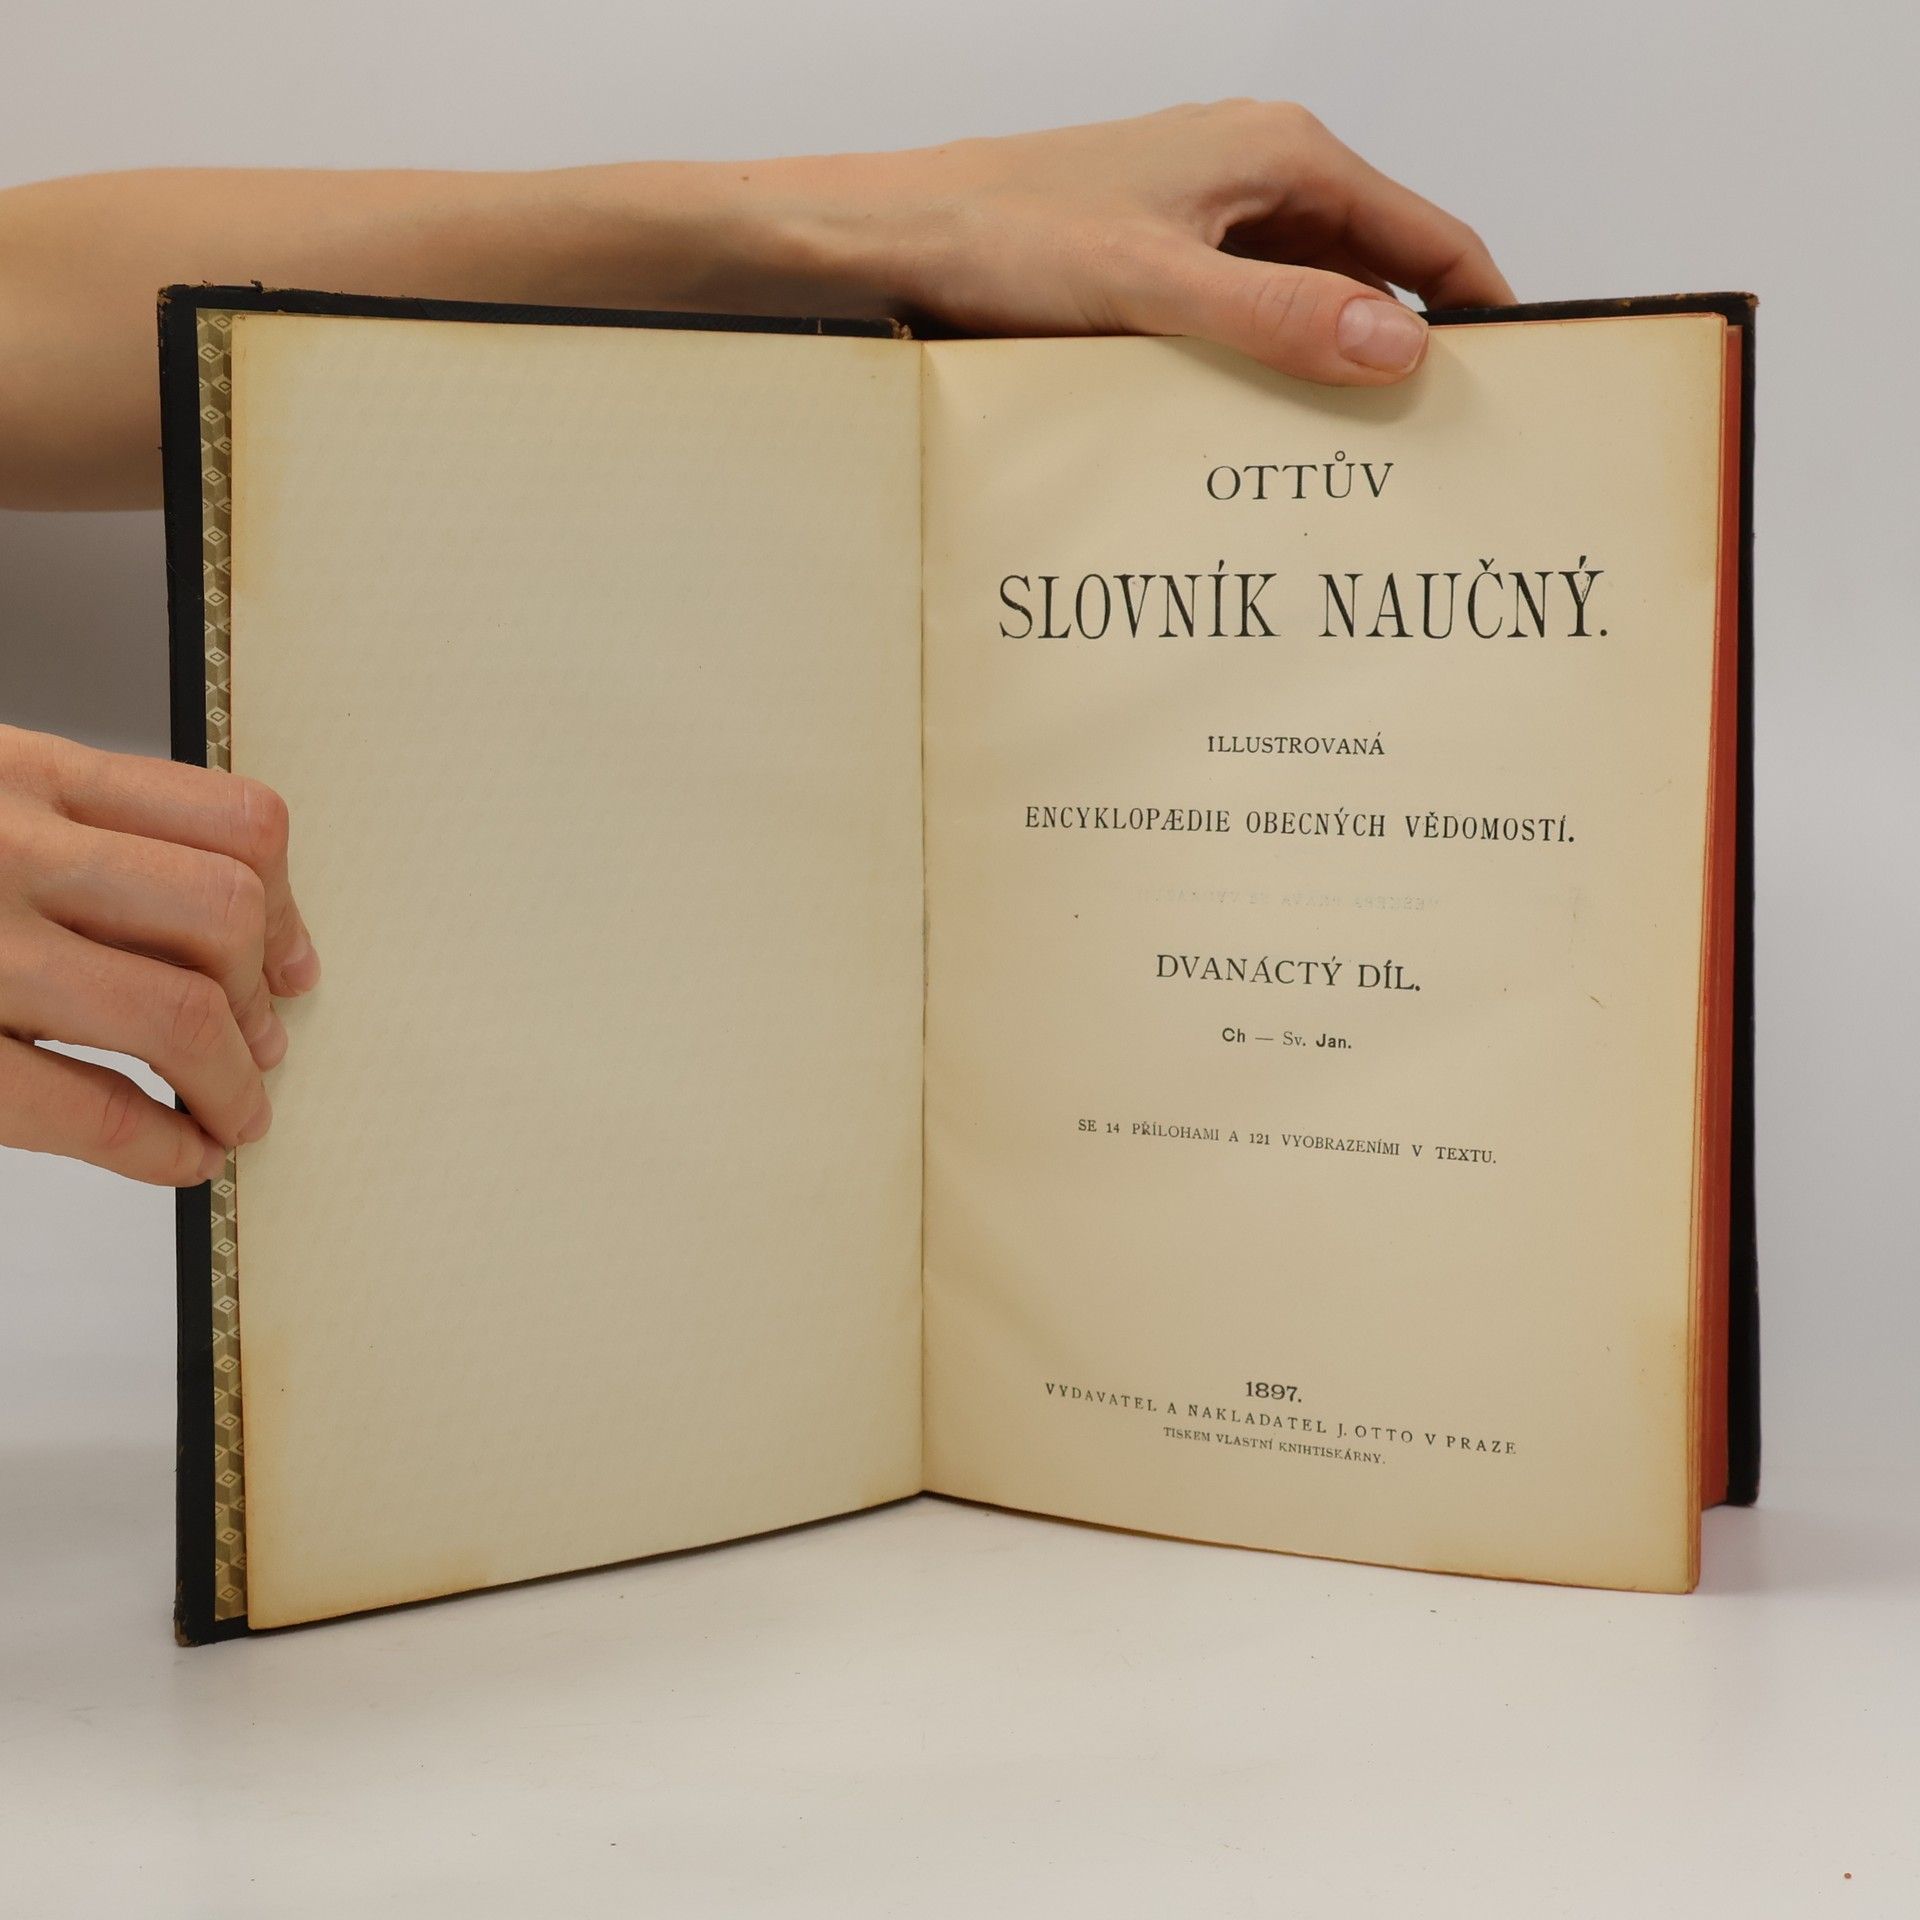 OTTŮV
SLOVNÍK NAUČNÝ.
ILLUSTROVANÁ
ENCYKLOPÆDIE OBECNÝCH VĚDOMOSTÍ.
DVANÁCTÝ DÍL.
Ch — Sv. Jan.
SE 14 PŘÍLOHAMI A 121 VYOBRAZENÍMI V TEXTU.
1897.
VYDAVATEL A NAKLADATEL J. OTTO V PRAZE
TISKEM VLASTNÍ KNIHTISKÁRNY.